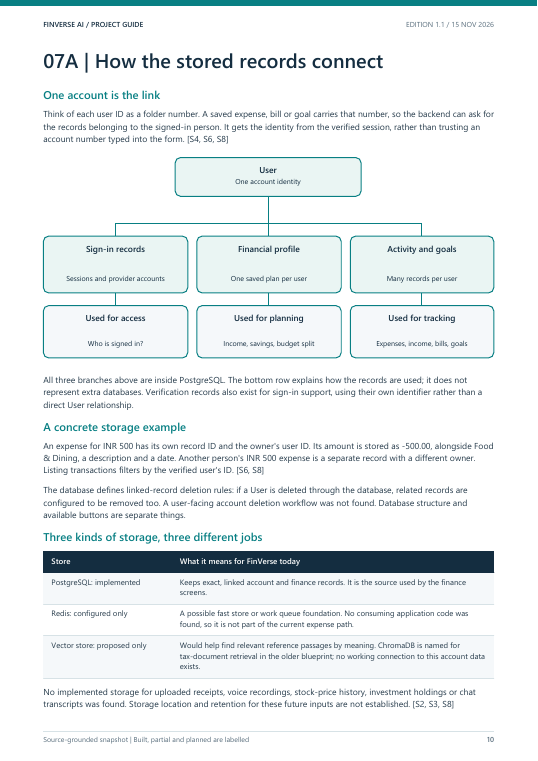 FINVERSE AI / PROJECT GUIDE
EDITION 1.1 / 15 NOV 2026
07A | How the stored records connect
One account is the link
Think of each user ID as a folder number. A saved expense, bill or goal carries that number, so the backend can ask for
the records belonging to the signed-in person. It gets the identity from the verified session, rather than trusting an
account number typed into the form. [S4, S6, S8]
User
One account identity
Sign-in records
Sessions and provider accounts
Financial profile
One saved plan per user
Activity and goals
Many records per user
Used for access
Who is signed in?
Used for planning
Income, savings, budget split
Used for tracking
Expenses, income, bills, goals
All three branches above are inside PostgreSQL. The bottom row explains how the records are used; it does not
represent extra databases. Verification records also exist for sign-in support, using their own identifier rather than a
direct User relationship.
A concrete storage example
An expense for INR 500 has its own record ID and the owner's user ID. Its amount is stored as -500.00, alongside Food
& Dining, a description and a date. Another person's INR 500 expense is a separate record with a different owner.
Listing transactions filters by the verified user's ID. [S6, S8]
The database defines linked-record deletion rules: if a User is deleted through the database, related records are
configured to be removed too. A user-facing account deletion workflow was not found. Database structure and
available buttons are separate things.
Three kinds of storage, three different jobs
Store
What it means for FinVerse today
PostgreSQL: implemented
Keeps exact, linked account and finance records. It is the source used by the finance
screens.
Redis: configured only
A possible fast store or work queue foundation. No consuming application code was
found, so it is not part of the current expense path.
Vector store: proposed only
Would help find relevant reference passages by meaning. ChromaDB is named for
tax-document retrieval in the older blueprint; no working connection to this account data
exists.
No implemented storage for uploaded receipts, voice recordings, stock-price history, investment holdings or chat
transcripts was found. Storage location and retention for these future inputs are not established. [S2, S3, S8]
Source-grounded snapshot | Built, partial and planned are labelled
10